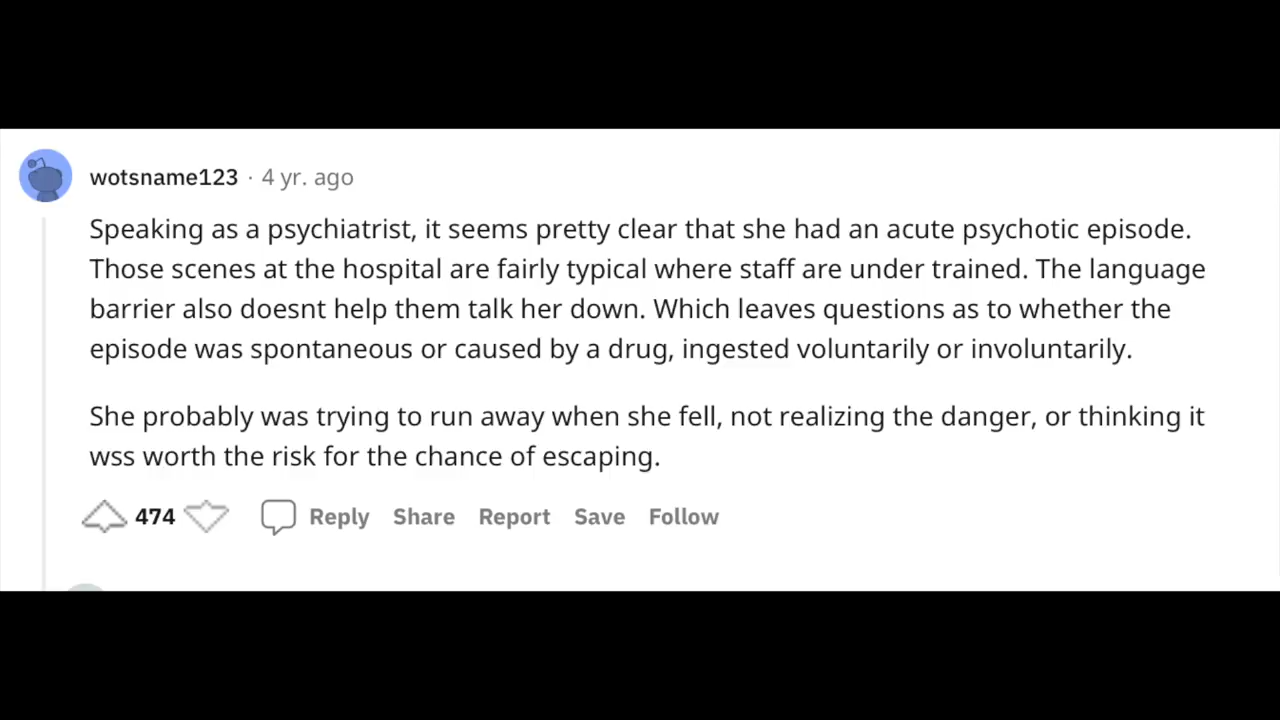 wotsname123 · 4 yr. ago
Speaking as a psychiatrist, it seems pretty clear that she had an acute psychotic episode.
Those scenes at the hospital are fairly typical where staff are under trained. The language
barrier also doesnt help them talk her down. Which leaves questions as to whether the
episode was spontaneous or caused by a drug, ingested voluntarily or involuntarily.
She probably was trying to run away when she fell, not realizing the danger, or thinking it
wss worth the risk for the chance of escaping.
474 Reply Share Report Save Follow